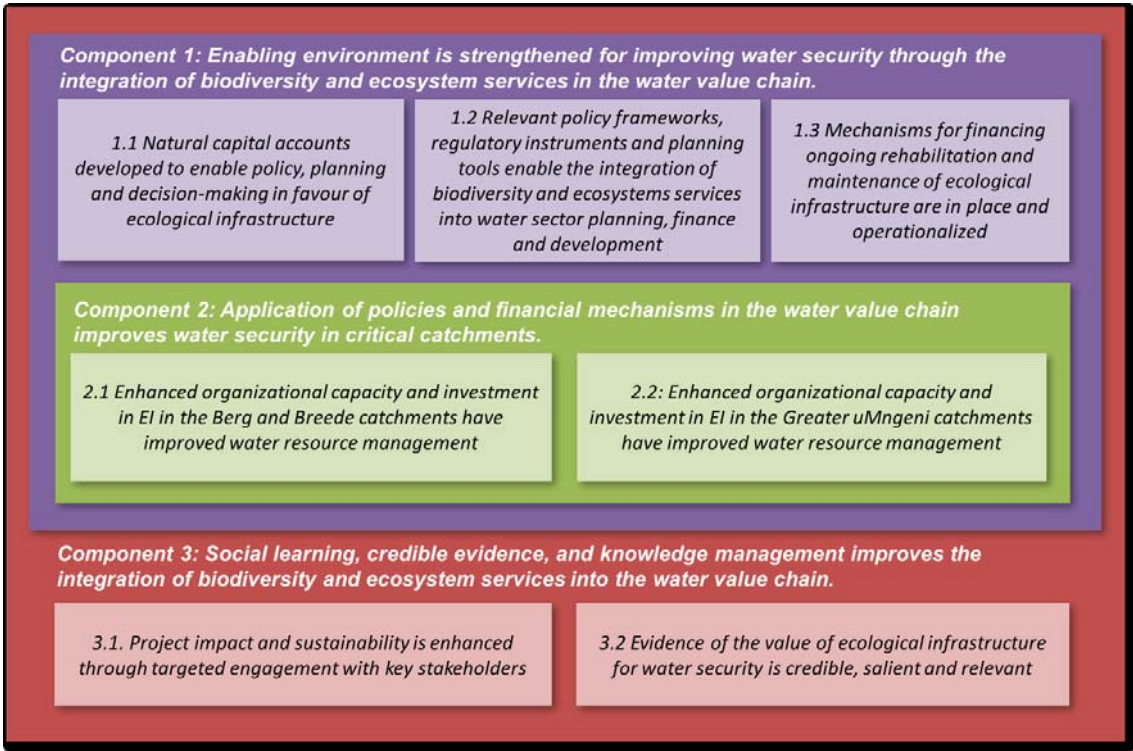 Component 1: Enabling environment is strengthened for improving water security through the
integration of biodiversity and ecosystem services in the water value chain.
1.1 Natural capital accounts
developed to enable policy, planning
and decision-making in favour of
ecological infrastructure
1.2 Relevant policy frameworks,
regulatory instruments and planning
tools enable the integration of
biodiversity and ecosystems services
into water sector planning, finance
and development
1.3 Mechanisms for financing
ongoing rehabilitation and
maintenance of ecological
infrastructure are in place and
operationalized
Component 2: Application of policies and financial mechanisms in the water value chain
improves water security in critical catchments.
2.1 Enhanced organizational capacity and investment
in EI in the Berg and Breede catchments have
improved water resource management
2.2: Enhanced organizational capacity and
investment in EI in the Greater uMngeni catchments
have improved water resource management
Component 3: Social learning, credible evidence, and knowledge management improves the
integration of biodiversity and ecosystem services into the water value chain.
3.1. Project impact and sustainability is enhanced
through targeted engagement with key stakeholders
3.2 Evidence of the value of ecological infrastructure
for water security is credible, salient and relevant